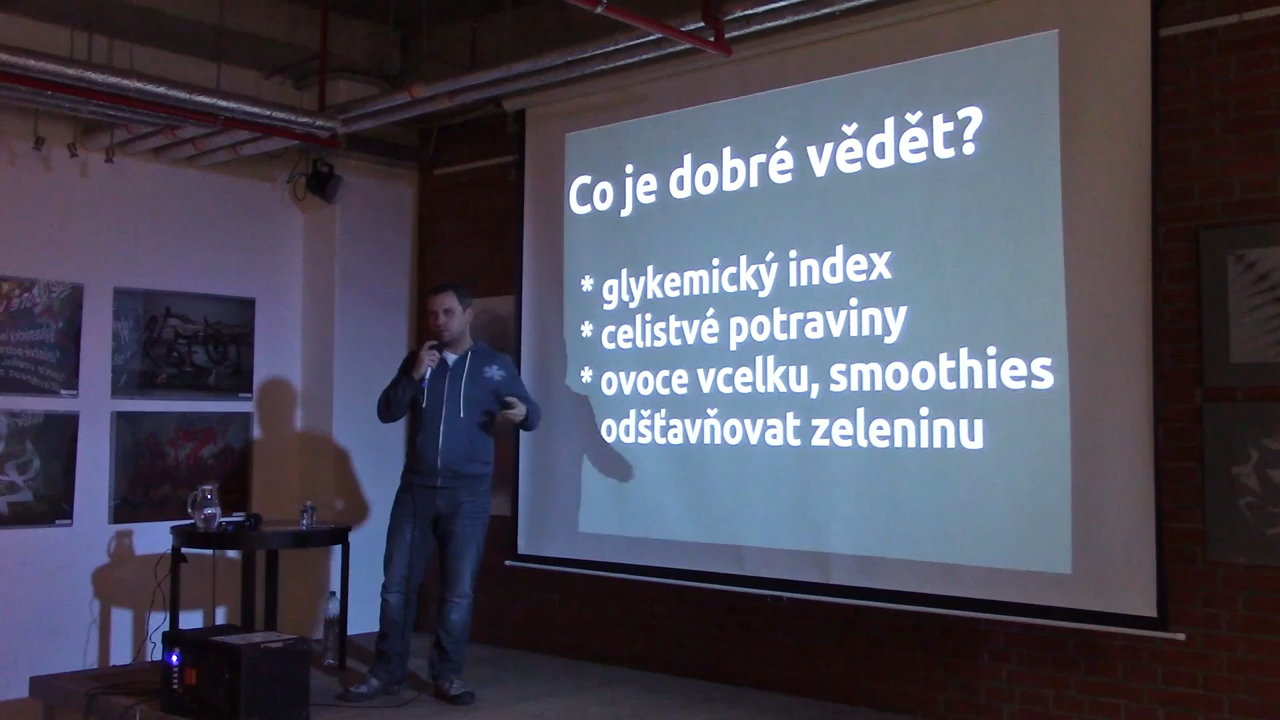 Co je dobré vědět?
* glykemický index
* celistvé potraviny
* ovoce vcelku, smoothies
odšťavňovat zeleninu